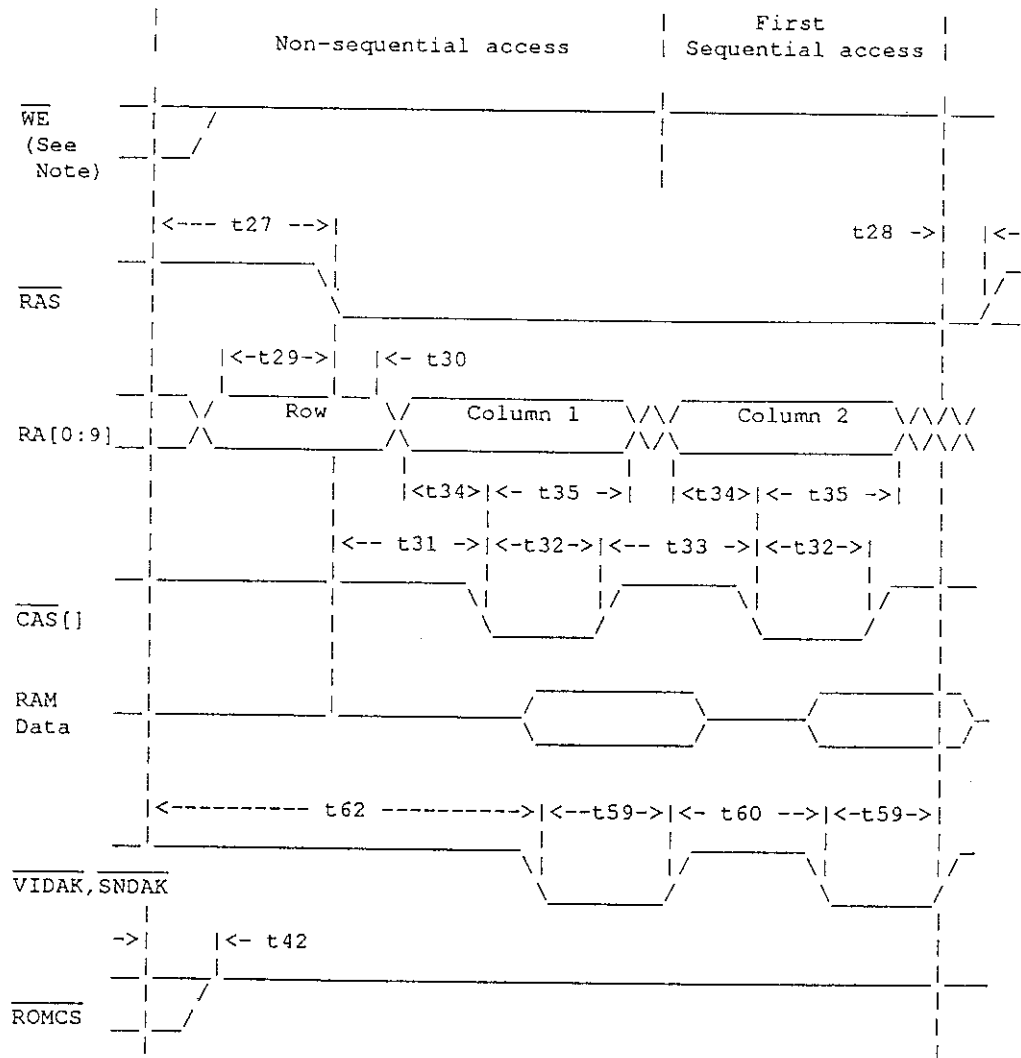 First
Non-sequential access
Sequential access
WE
(See
Note)
<--- t27 -->
t28 ->
<-
RAS
<-t29->
<- t30
Row
Column 1
Column 2
RA[0:9]
<t34>
<- t35 ->
<t34>
<- t35 ->
<-- t31 ->
<-t32->
<-- t33 -->
<-t32->
CAS[]
RAM
Data
<--------- t62 ----------->
<--t59->
<- t60 -->
<-t59->
VIDAK,SNDAK
->
<- t42
ROMCS